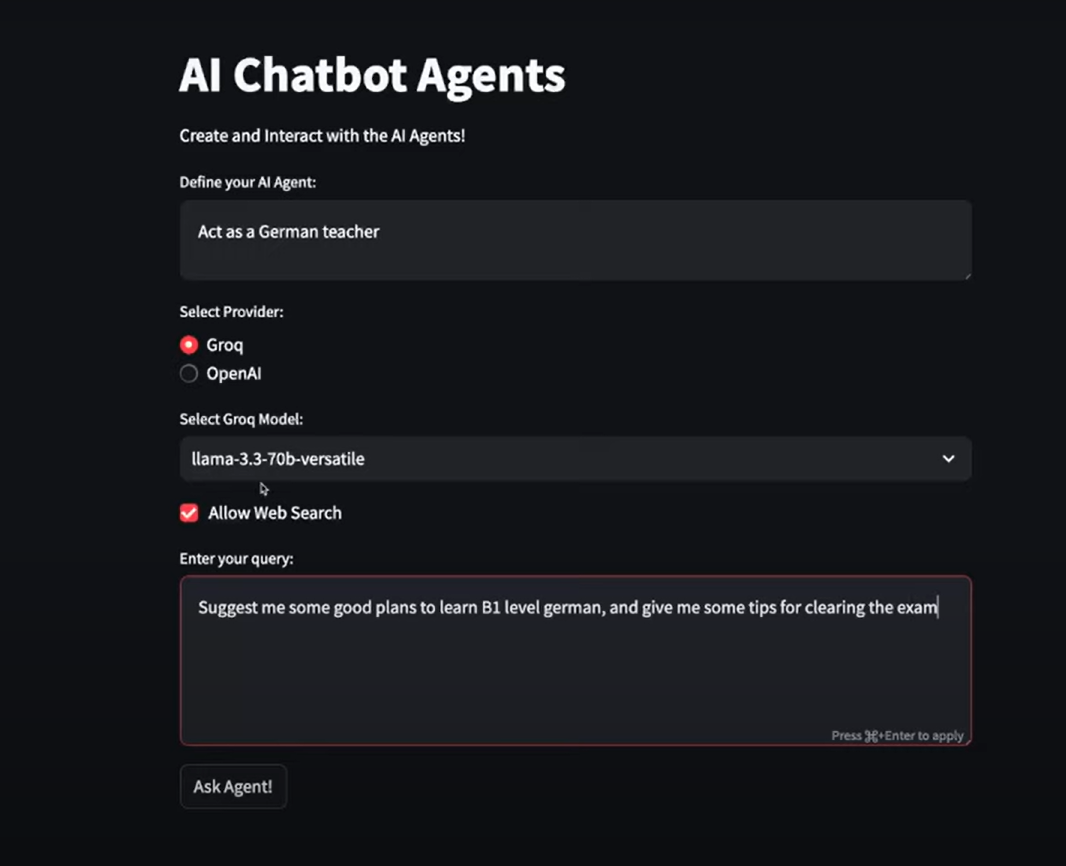 AI Chatbot Agents
Create and Interact with the AI Agents!
Define your AI Agent:
Act as a German teacher
Select Provider:
Groq
OpenAI
Select Groq Model:
llama-3.3-70b-versatile
Allow Web Search
Enter your query:
Suggest me some good plans to learn B1 level german, and give me some tips for clearing the exam
Press ⌘+Enter to apply
Ask Agent!